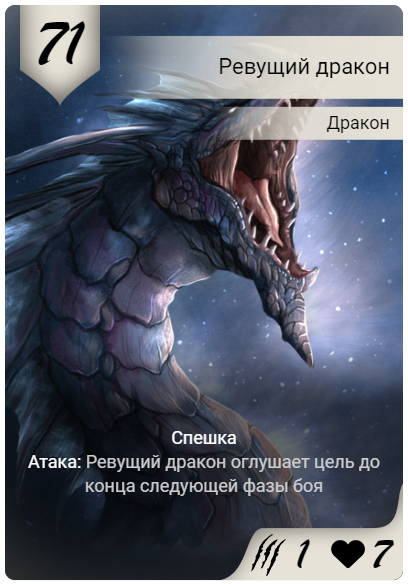 71
Ревущий дракон
Дракон
Спешка
Атака: Ревущий дракон оглушает цель до
конца следующей фазы боя
1 7